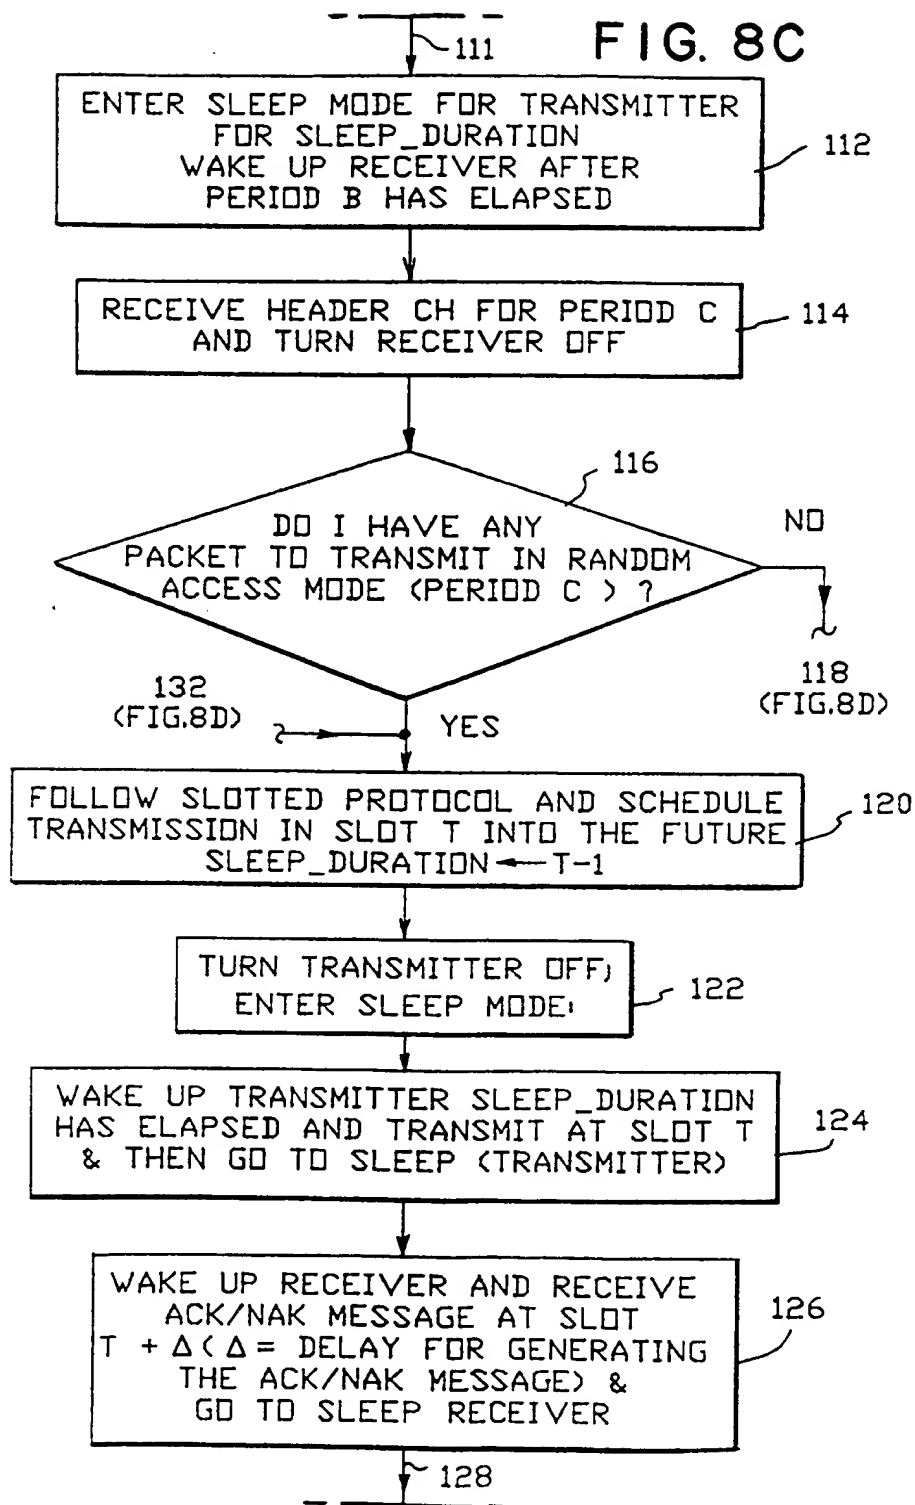 FIG. 8C
111
ENTER SLEEP MODE FOR TRANSMITTER
FOR SLEEP_DURATION
WAKE UP RECEIVER AFTER
PERIOD B HAS ELAPSED
112
RECEIVE HEADER CH FOR PERIOD C
AND TURN RECEIVER OFF
114
116
DO I HAVE ANY
PACKET TO TRANSMIT IN RANDOM
ACCESS MODE (PERIOD C ) ?
NO
118
(FIG.8D)
132
(FIG.8D)
YES
FOLLOW SLOTTED PROTOCOL AND SCHEDULE
TRANSMISSION IN SLOT T INTO THE FUTURE
SLEEP_DURATION ← T-1
120
TURN TRANSMITTER OFF;
ENTER SLEEP MODE;
122
WAKE UP TRANSMITTER SLEEP_DURATION
HAS ELAPSED AND TRANSMIT AT SLOT T
& THEN GO TO SLEEP (TRANSMITTER)
124
WAKE UP RECEIVER AND RECEIVE
ACK/NAK MESSAGE AT SLOT
T + Δ ( Δ = DELAY FOR GENERATING
THE ACK/NAK MESSAGE) &
GO TO SLEEP RECEIVER
126
128